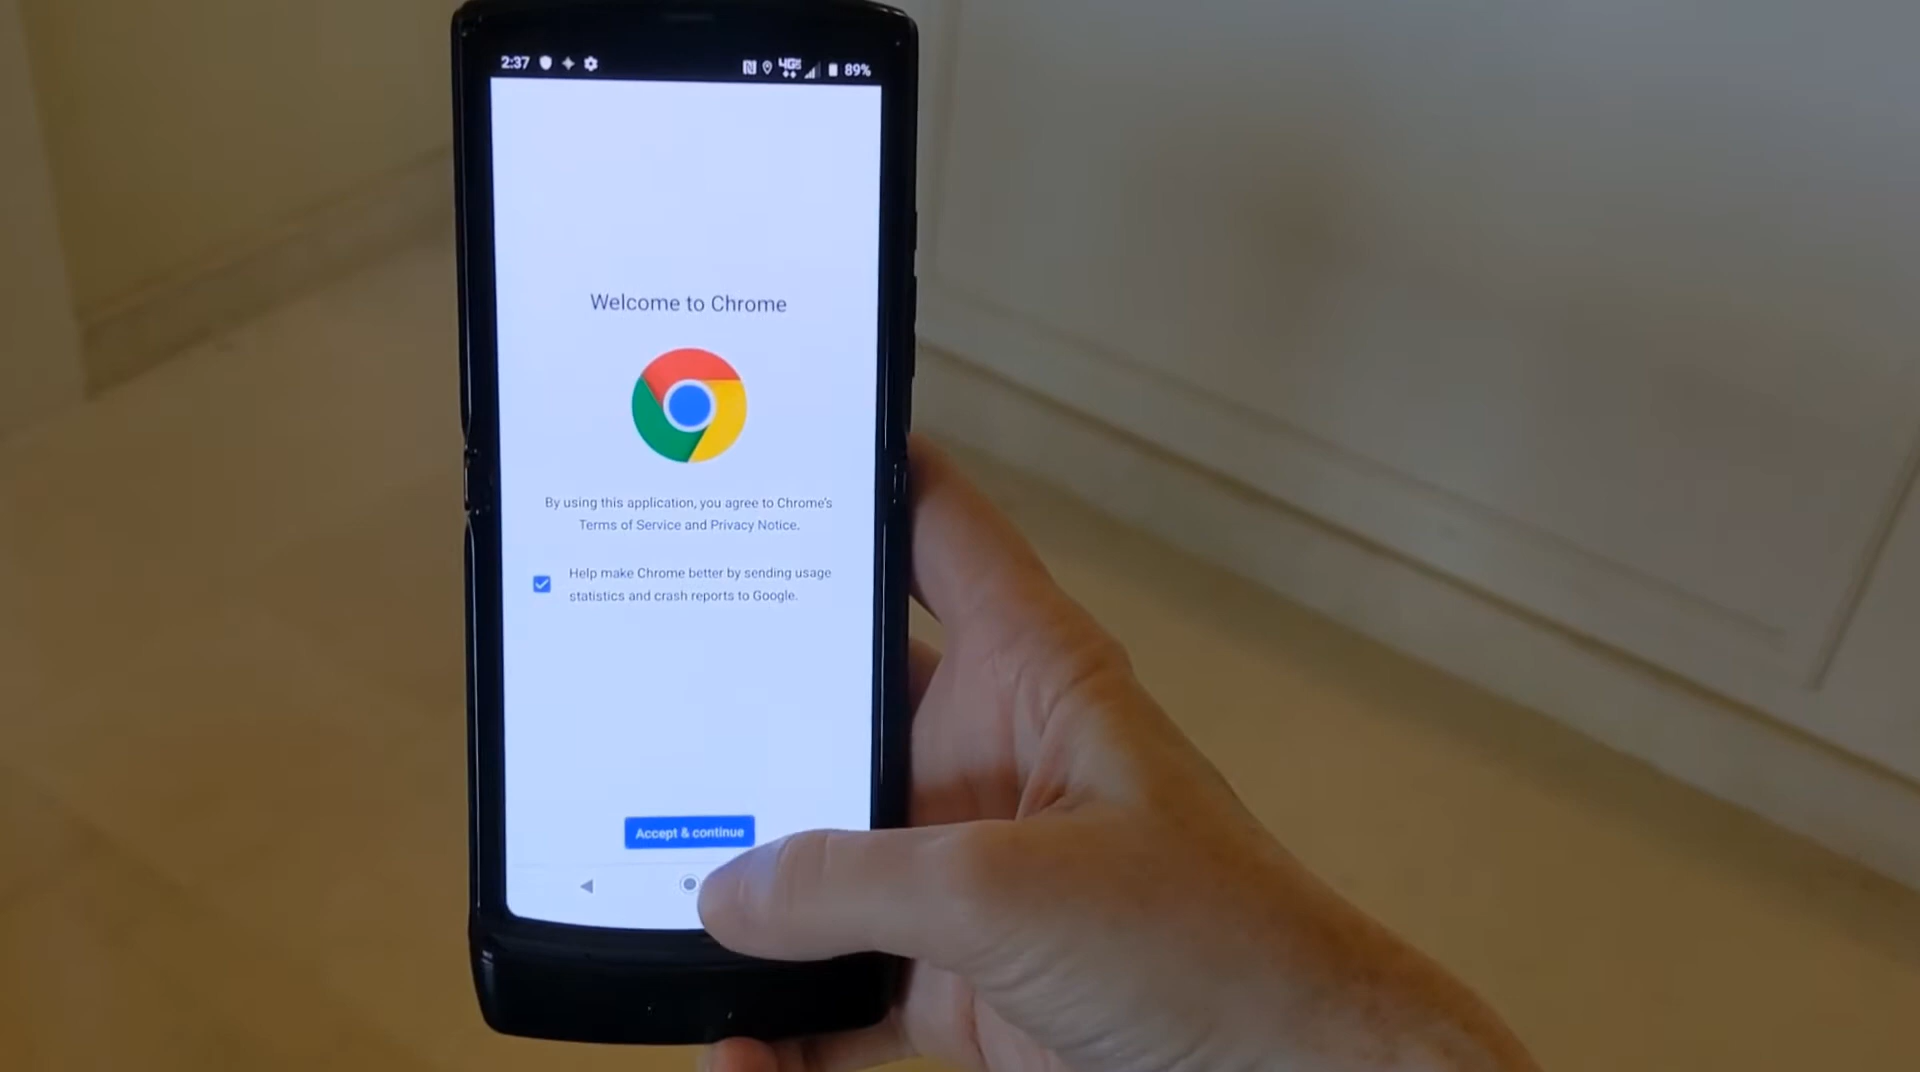 2:37 4G 89%
Welcome to Chrome
By using this application, you agree to Chrome's
Terms of Service and Privacy Notice.
Help make Chrome better by sending usage
statistics and crash reports to Google.
Accept & continue